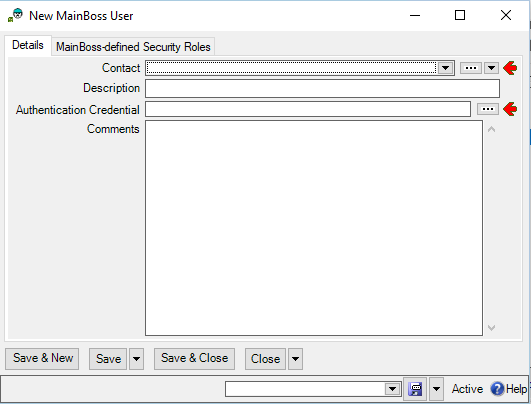 New MainBoss User
Details MainBoss-defined Security Roles
Contact
Description
Authentication Credential
Comments
Save & New Save Save & Close Close
Active Help